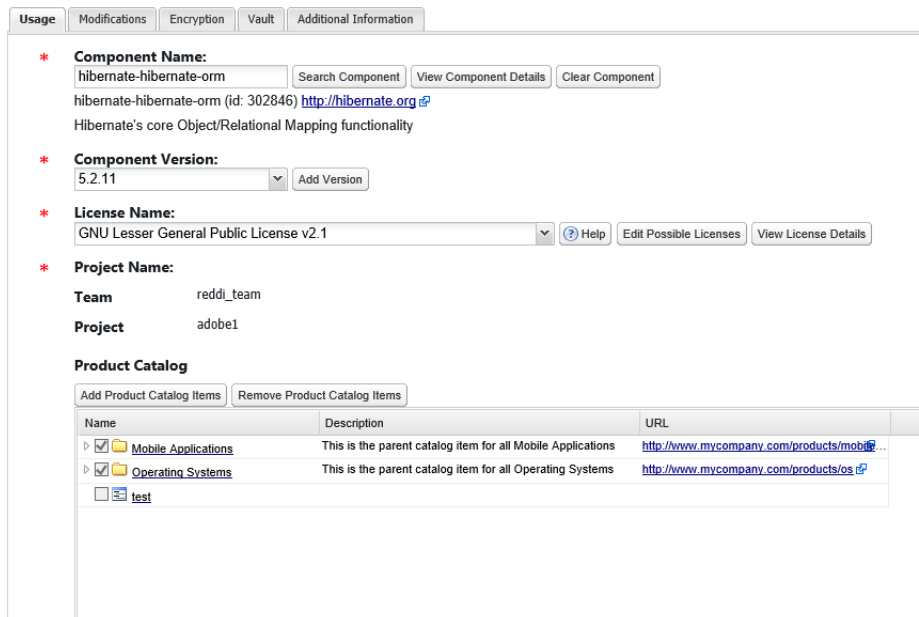 Usage Modifications Encryption Vault Additional Information
* Component Name:
hibernate-hibernate-orm Search Component View Component Details Clear Component
hibernate-hibernate-orm (id: 302846) http://hibernate.org
Hibernate's core Object/Relational Mapping functionality
* Component Version:
5.2.11 Add Version
* License Name:
GNU Lesser General Public License v2.1 ? Help Edit Possible Licenses View License Details
* Project Name:
Team reddi_team
Project adobe1
Product Catalog
Add Product Catalog Items Remove Product Catalog Items
Name Description URL
Mobile Applications This is the parent catalog item for all Mobile Applications http://www.mycompany.com/products/mobile...
Operating Systems This is the parent catalog item for all Operating Systems http://www.mycompany.com/products/os
test